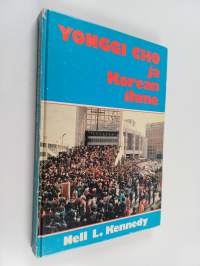 YONGGI CHO
ja
Korean
ihme
Nell L. Kennedy